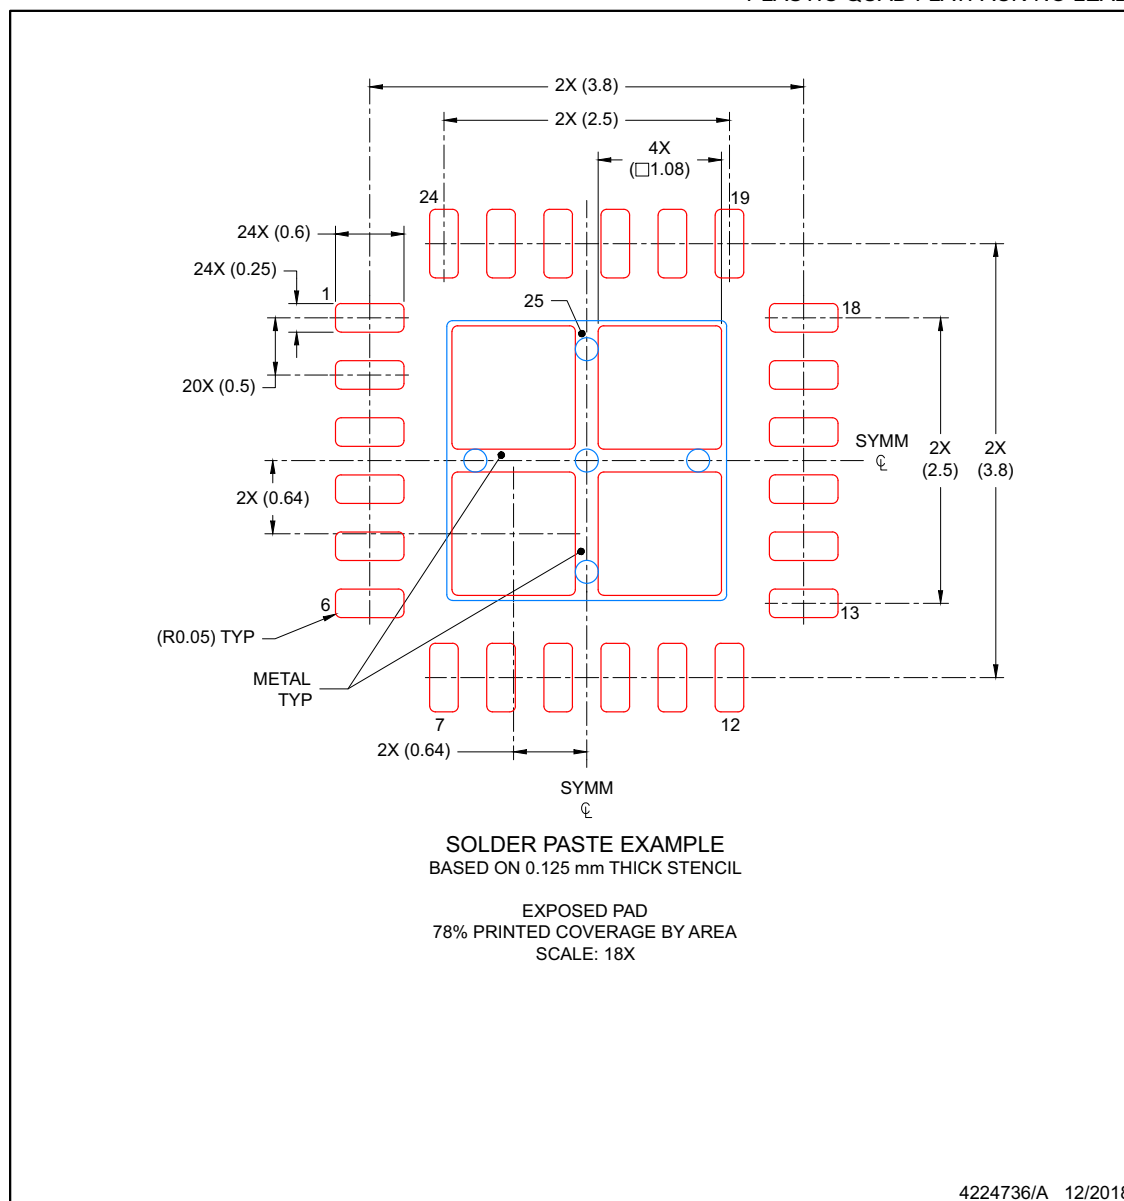 2X (3.8)
2X (2.5)
4X
(□1.08)
24
19
24X (0.6)
24X (0.25)
1
25
18
20X (0.5)
SYMM
℄
2X
(2.5)
2X
(3.8)
2X (0.64)
6
13
(R0.05) TYP
METAL
TYP
7
12
2X (0.64)
SYMM
℄
SOLDER PASTE EXAMPLE
BASED ON 0.125 mm THICK STENCIL
EXPOSED PAD
78% PRINTED COVERAGE BY AREA
SCALE: 18X
4224736/A 12/2018